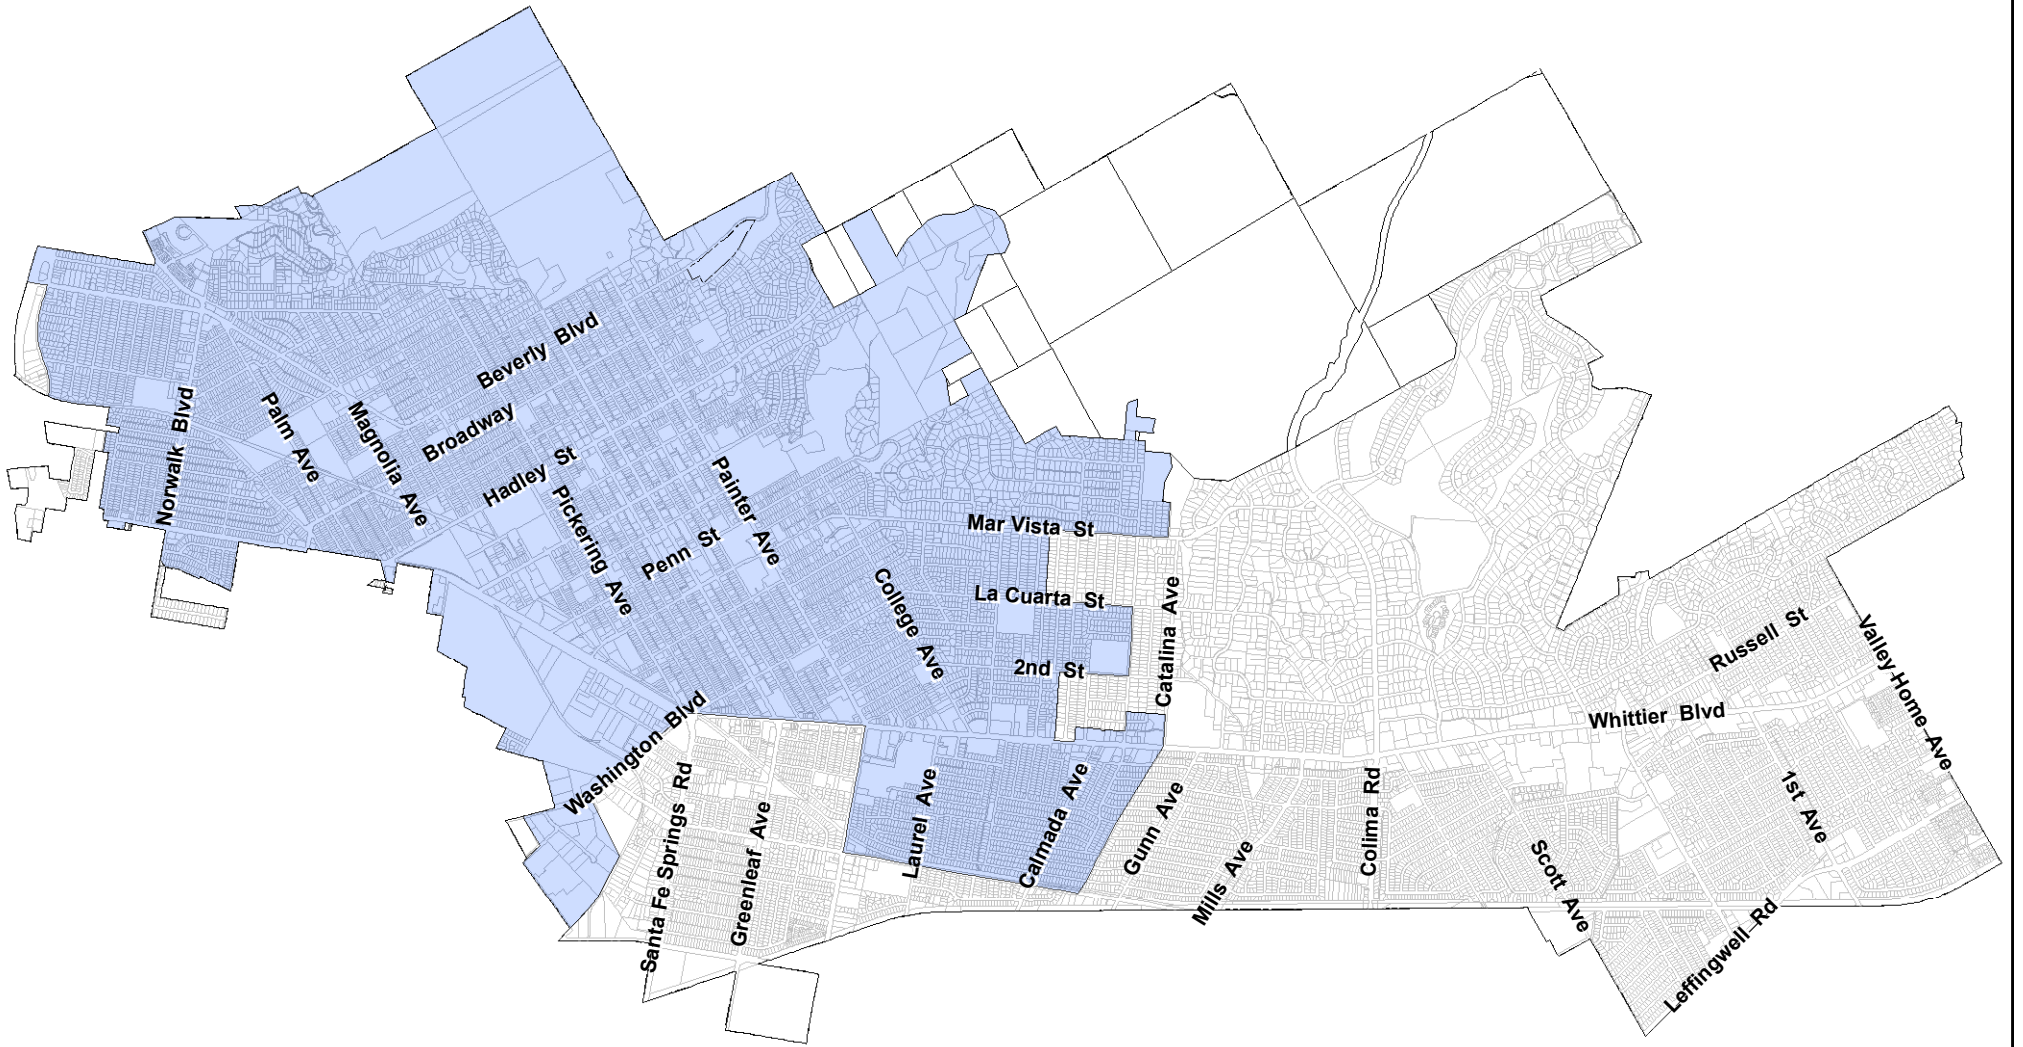 Beverly Blvd
Broadway
Norwalk Blvd
Palm Ave
Magnolia Ave
Hadley St
Pickering Ave
Painter Ave
Penn St
Mar Vista St
La Cuarta St
College Ave
Catalina Ave
2nd St
Russell St
Valley Home Ave
Washington Blvd
Whittier Blvd
Santa Fe Springs Rd
Greenleaf Ave
Laurel Ave
Calmada Ave
Gunn Ave
Mills Ave
Colima Rd
Scott Ave
1st Ave
Leffingwell Rd